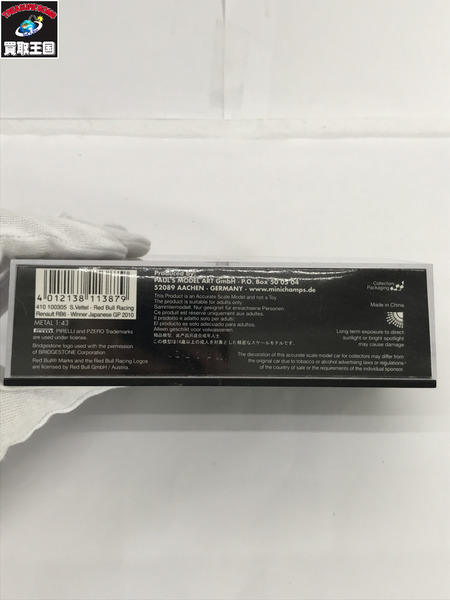 TREASURE KING
買取王国
4 012138 113879
410 100305 S.Vettel - Red Bull Racing
Renault RB6 - Winner Japanese GP 2010
METAL 1:43
PIRELLI and PZERO Trademarks
are used under license.
Bridgestone logo used with the permission
of BRIDGESTONE Corporation
Red Bull® Marks and the Red Bull Racing Logos
are licensed by Red Bull GmbH / Austria.
Produced by:
PAUL'S MODEL ART GmbH · P.O. Box 50 05 04
52089 AACHEN · GERMANY · www.minichamps.de
This Product is an Accurate Scale Model and not a Toy.
The product is suitable for adults only.
Sammlermodell. Nur geeignet für erwachsene Personen.
Ce produit est réservé uniquement aux adultes.
Il prodotto è adatto solo per adulti.
El producto es solo adecuado para adultos.
Alleen geschikt voor volwassenen.
この模型は14歳以上の成人を対象とした精密なスケールモデルです。
Collectors
Packaging
Made in China
Long term exposure to direct
sunlight or bright spotlight
may cause damage
The decoration of this accurate scale model car for collectors may differ from
the original car due to tobacco or alcohol advertising laws or regulations
of the country of sale or the requirements of the individual sponsor.